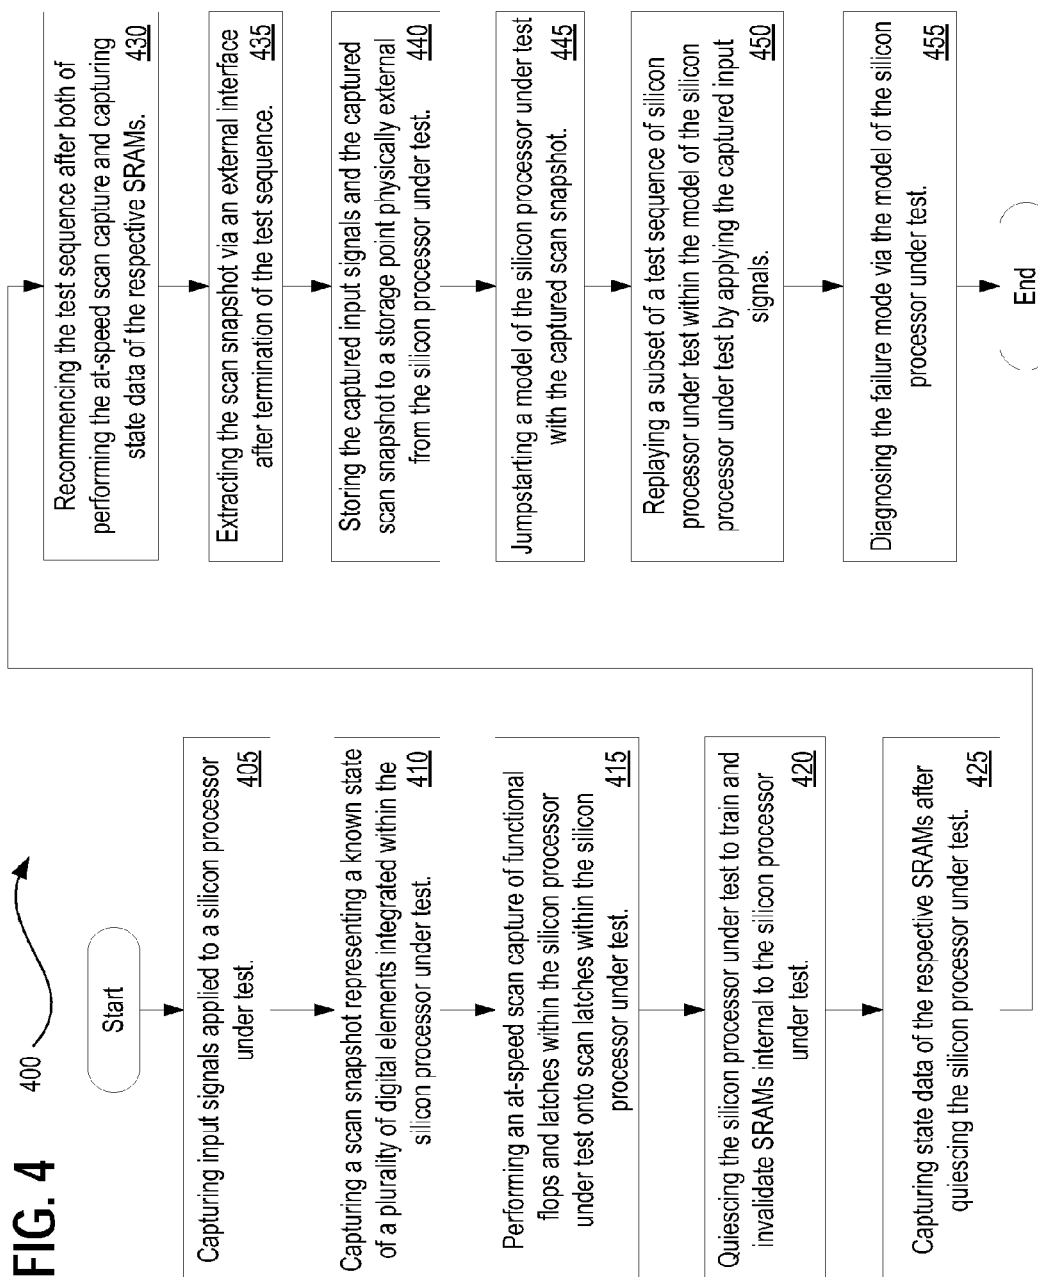 FIG. 4
400
Start
Capturing input signals applied to a silicon processor
under test.
405
Capturing a scan snapshot representing a known state
of a plurality of digital elements integrated within the
silicon processor under test.
410
Performing an at-speed scan capture of functional
flops and latches within the silicon processor
under test onto scan latches within the silicon
processor under test.
415
Quiescing the silicon processor under test to train and
invalidate SRAMs internal to the silicon processor
under test.
420
Capturing state data of the respective SRAMs after
quiescing the silicon processor under test.
425
Recommencing the test sequence after both of
performing the at-speed scan capture and capturing
state data of the respective SRAMs.
430
Extracting the scan snapshot via an external interface
after termination of the test sequence.
435
Storing the captured input signals and the captured
scan snapshot to a storage point physically external
from the silicon processor under test.
440
Jumpstarting a model of the silicon processor under test
with the captured scan snapshot.
445
Replaying a subset of a test sequence of silicon
processor under test within the model of the silicon
processor under test by applying the captured input
signals.
450
Diagnosing the failure mode via the model of the silicon
processor under test.
455
End